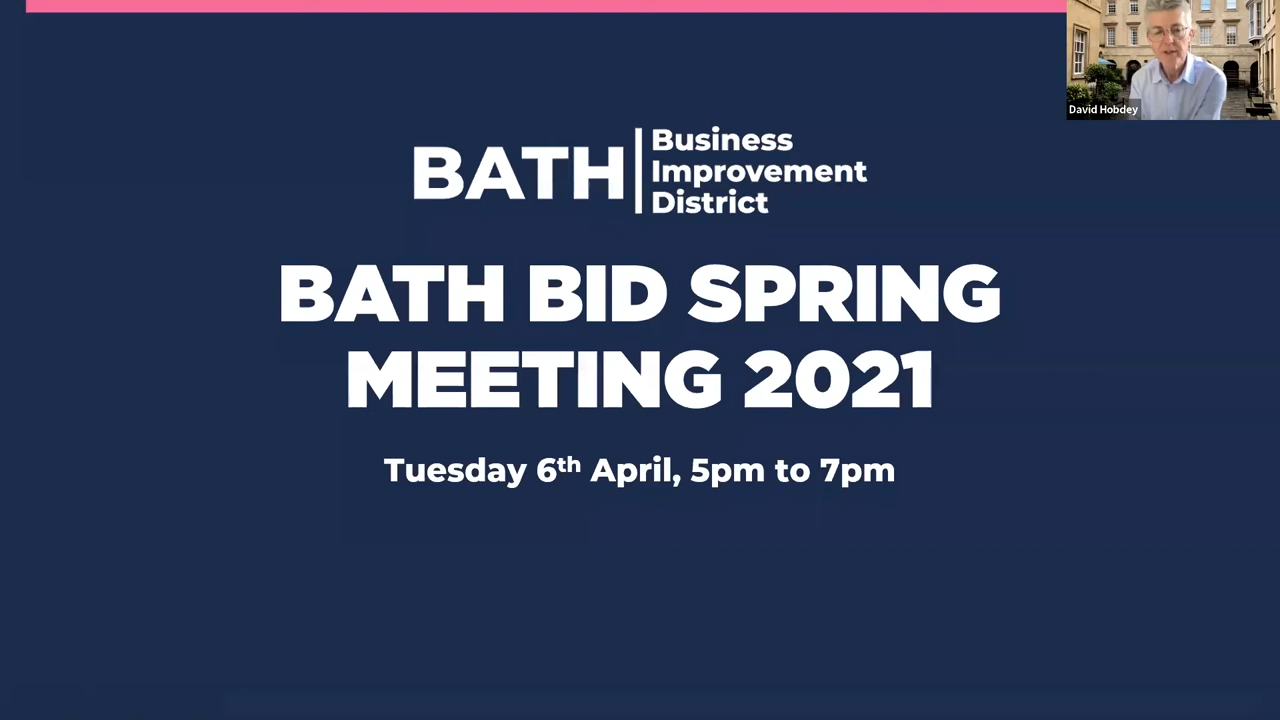 David Hobdey
BATH
Business
Improvement
District
BATH BID SPRING
MEETING 2021
Tuesday 6th April, 5pm to 7pm